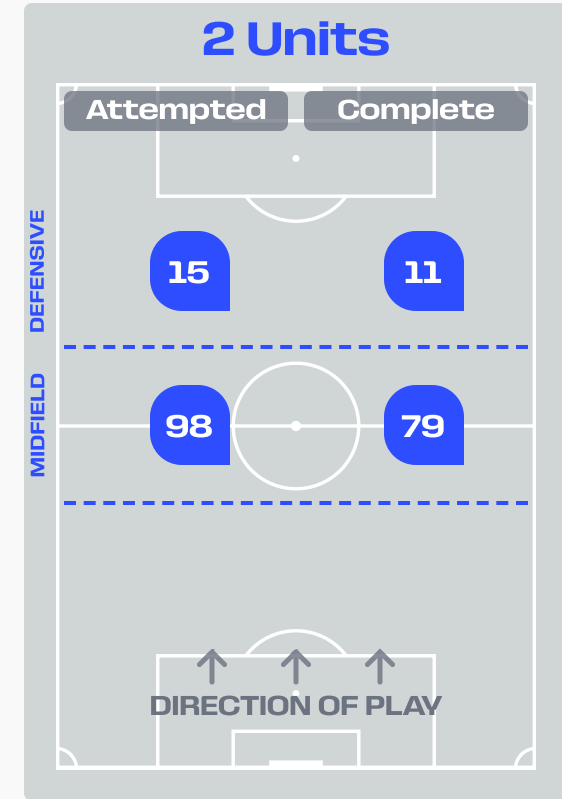 2 Units
Attempted Complete
DEFENSIVE
15 11
MIDFIELD
98 79
DIRECTION OF PLAY